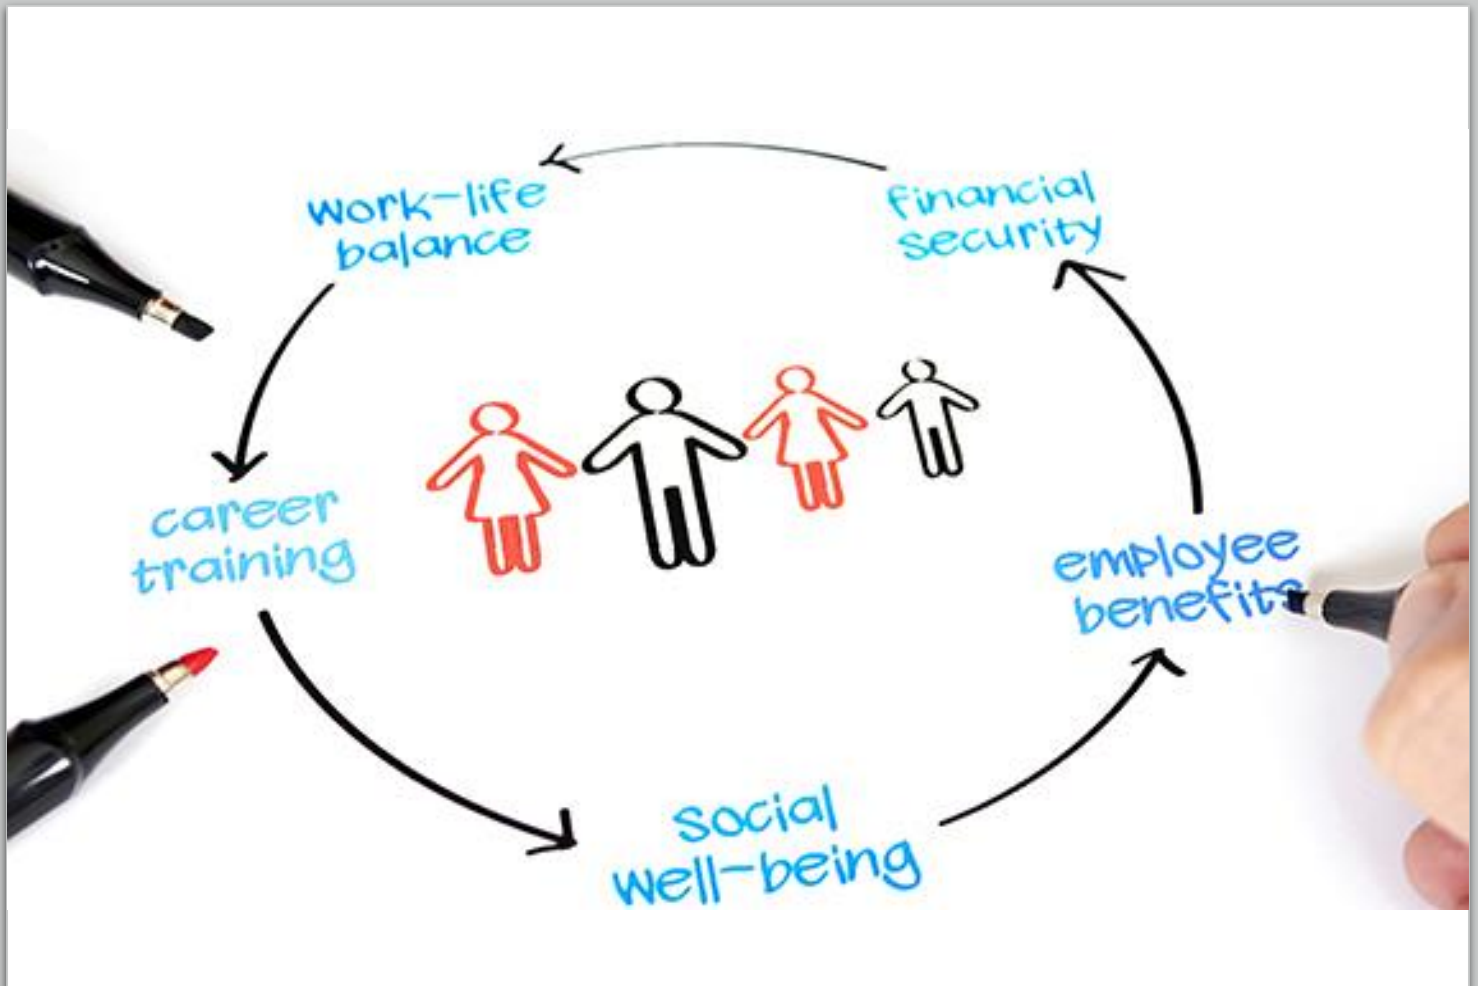 work-life
balance
financial
security
career
training
employee
benefits
social
well-being